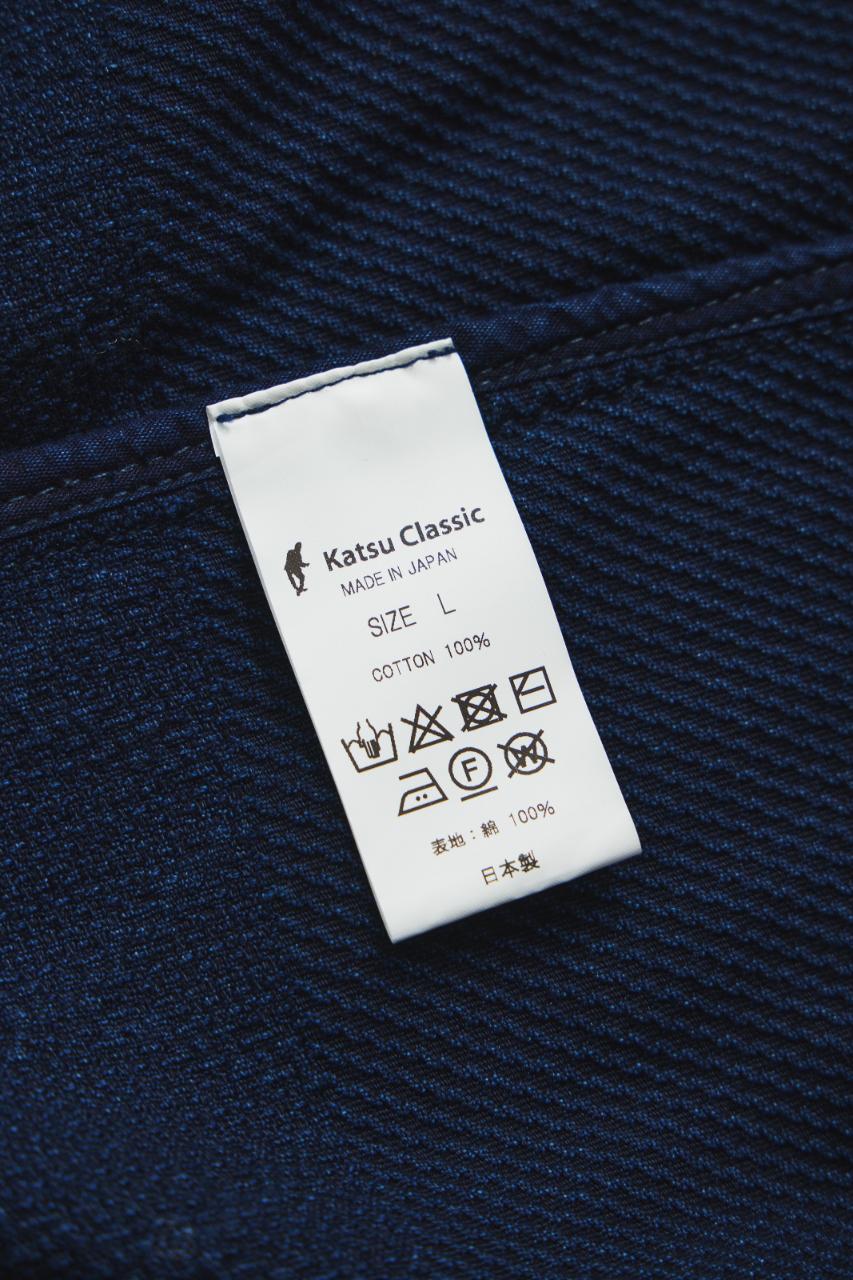 Katsu Classic
MADE IN JAPAN
SIZE L
COTTON 100%
F W
表地：綿 100%
日本製